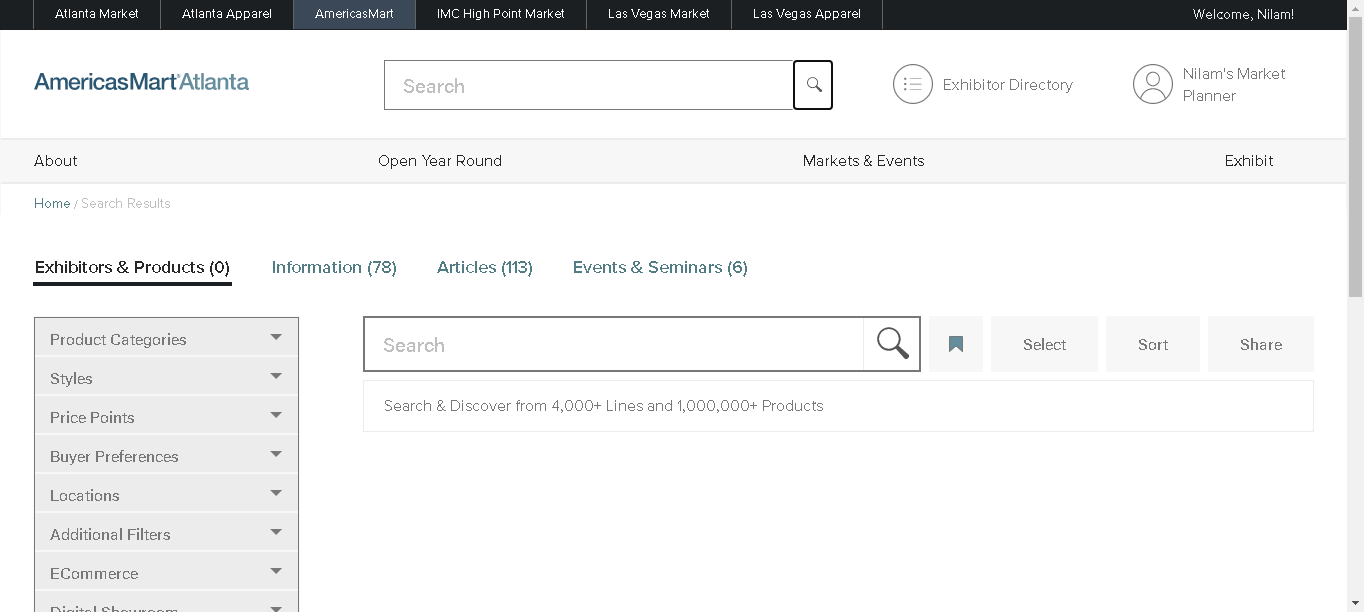 Atlanta Market
Atlanta Apparel
AmericasMart
IMC High Point Market
Las Vegas Market
Las Vegas Apparel
Welcome, Nilam!
AmericasMart Atlanta
Search
Exhibitor Directory
Nilam's Market
Planner
About
Open Year Round
Markets & Events
Exhibit
Home / Search Results
Exhibitors & Products (0)
Information (78)
Articles (113)
Events & Seminars (6)
Product Categories
Styles
Price Points
Buyer Preferences
Locations
Additional Filters
ECommerce
Digital Showroom
Search
Select
Sort
Share
Search & Discover from 4,000+ Lines and 1,000,000+ Products